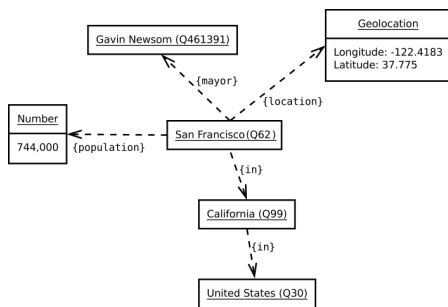 Geolocation
Longitude: -122.4183
Latitude: 37.775
Gavin Newsom (Q461391)
{mayor}
{location}
Number
744,000
{population}
San Francisco(Q62)
{in}
California (Q99)
{in}
United States (Q30)